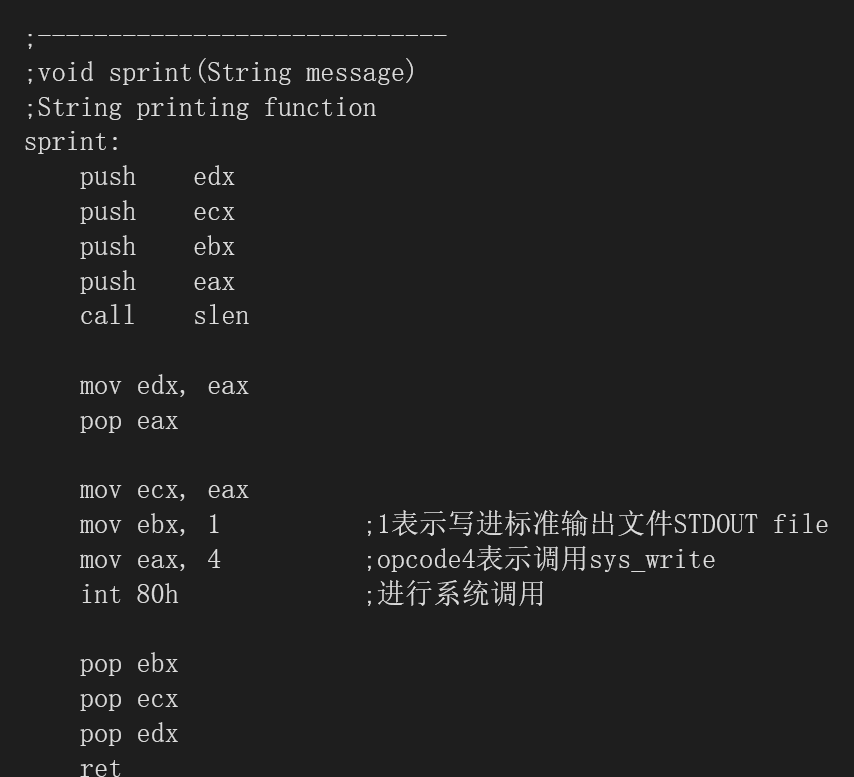 ;-----------------------------
;void sprint(String message)
;String printing function
sprint:
    push    edx
    push    ecx
    push    ebx
    push    eax
    call    slen

    mov edx, eax
    pop eax

    mov ecx, eax
    mov ebx, 1          ;1表示写进标准输出文件STDOUT file
    mov eax, 4          ;opcode4表示调用sys_write
    int 80h             ;进行系统调用

    pop ebx
    pop ecx
    pop edx
    ret